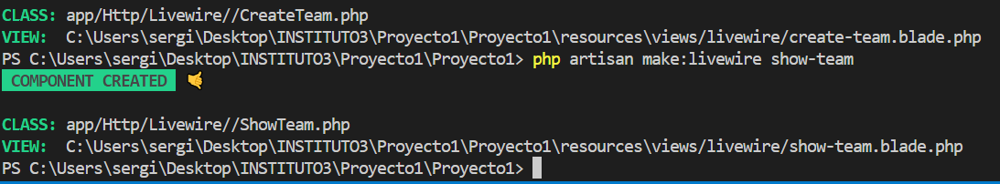 CLASS: app/Http/Livewire//CreateTeam.php
VIEW:  C:\Users\sergi\Desktop\INSTITUTO3\Proyecto1\Proyecto1\resources\views/livewire/create-team.blade.php
PS C:\Users\sergi\Desktop\INSTITUTO3\Proyecto1\Proyecto1> php artisan make:livewire show-team
COMPONENT CREATED 🤙
CLASS: app/Http/Livewire//ShowTeam.php
VIEW:  C:\Users\sergi\Desktop\INSTITUTO3\Proyecto1\Proyecto1\resources\views/livewire/show-team.blade.php
PS C:\Users\sergi\Desktop\INSTITUTO3\Proyecto1\Proyecto1>